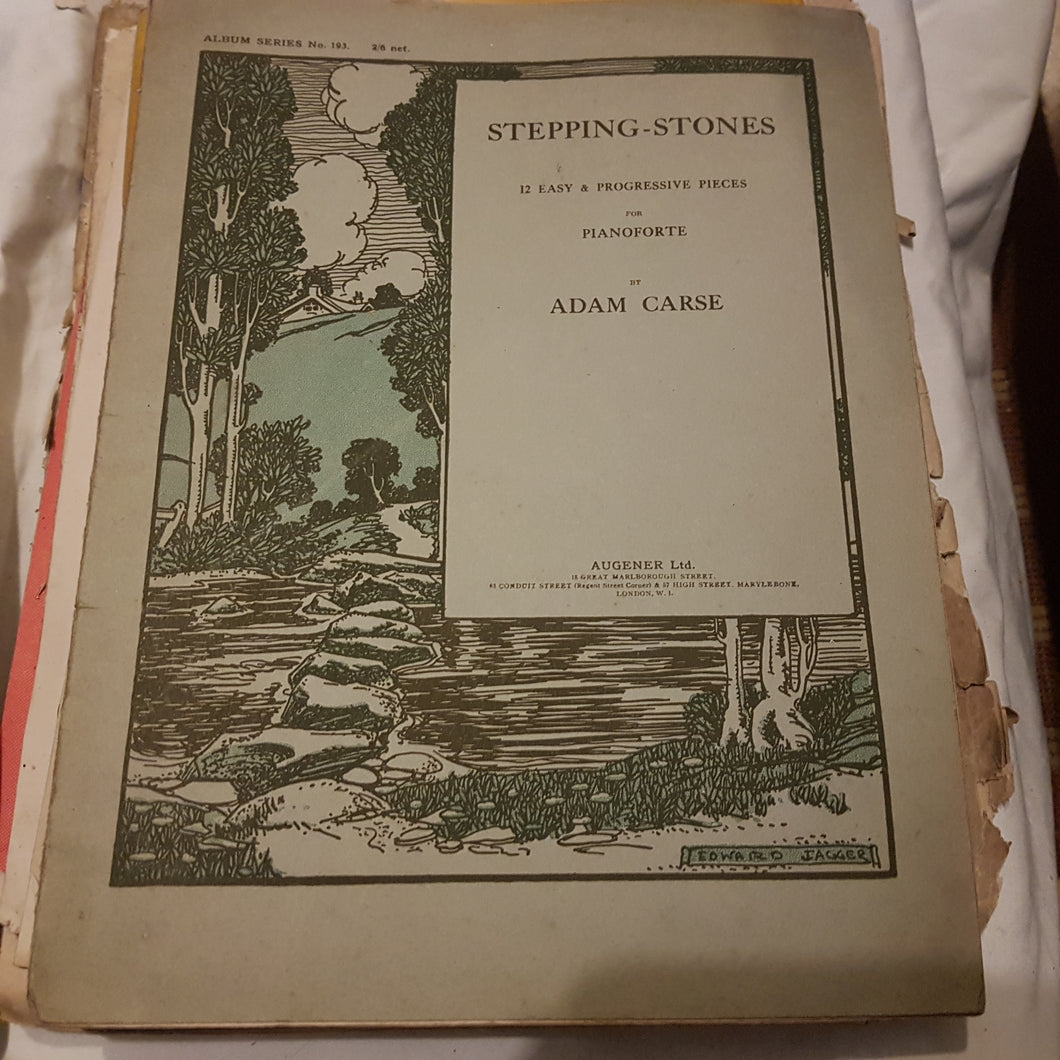 ALBUM SERIES No. 193. 2/6 net.
STEPPING-STONES
12 EASY & PROGRESSIVE PIECES
FOR
PIANOFORTE
BY
ADAM CARSE
AUGENER Ltd.
18 GREAT MARLBOROUGH STREET,
63 CONDUIT STREET (Regent Street Corner) & 57 HIGH STREET, MARYLEBONE,
LONDON, W. 1.
EDWARD JAGGER